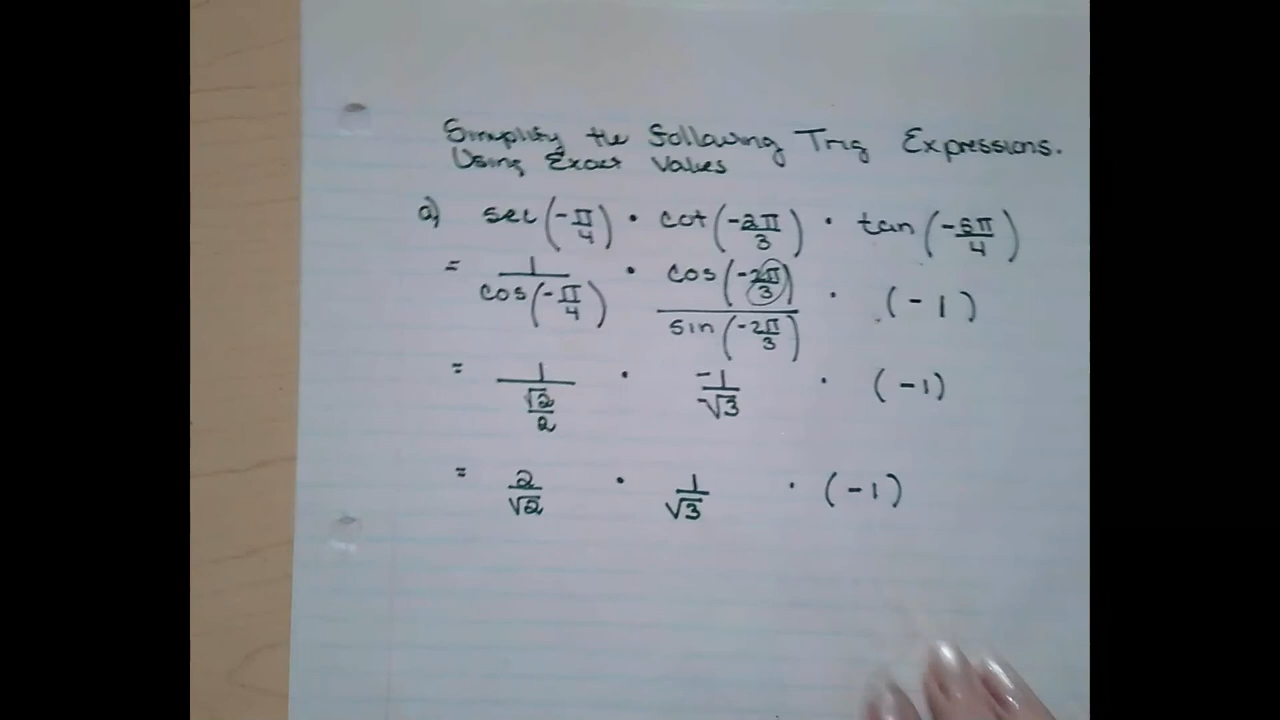 Simplify the Following Trig Expressions.
Using Exact Values
a) sec(-π/4) · cot(-2π/3) · tan(-5π/4)
= 1/cos(-π/4) · cos(-2π/3)/sin(-2π/3) · (-1)
= 1/(√2/2) · -1/-√3 · (-1)
= 2/√2 · 1/√3 · (-1)